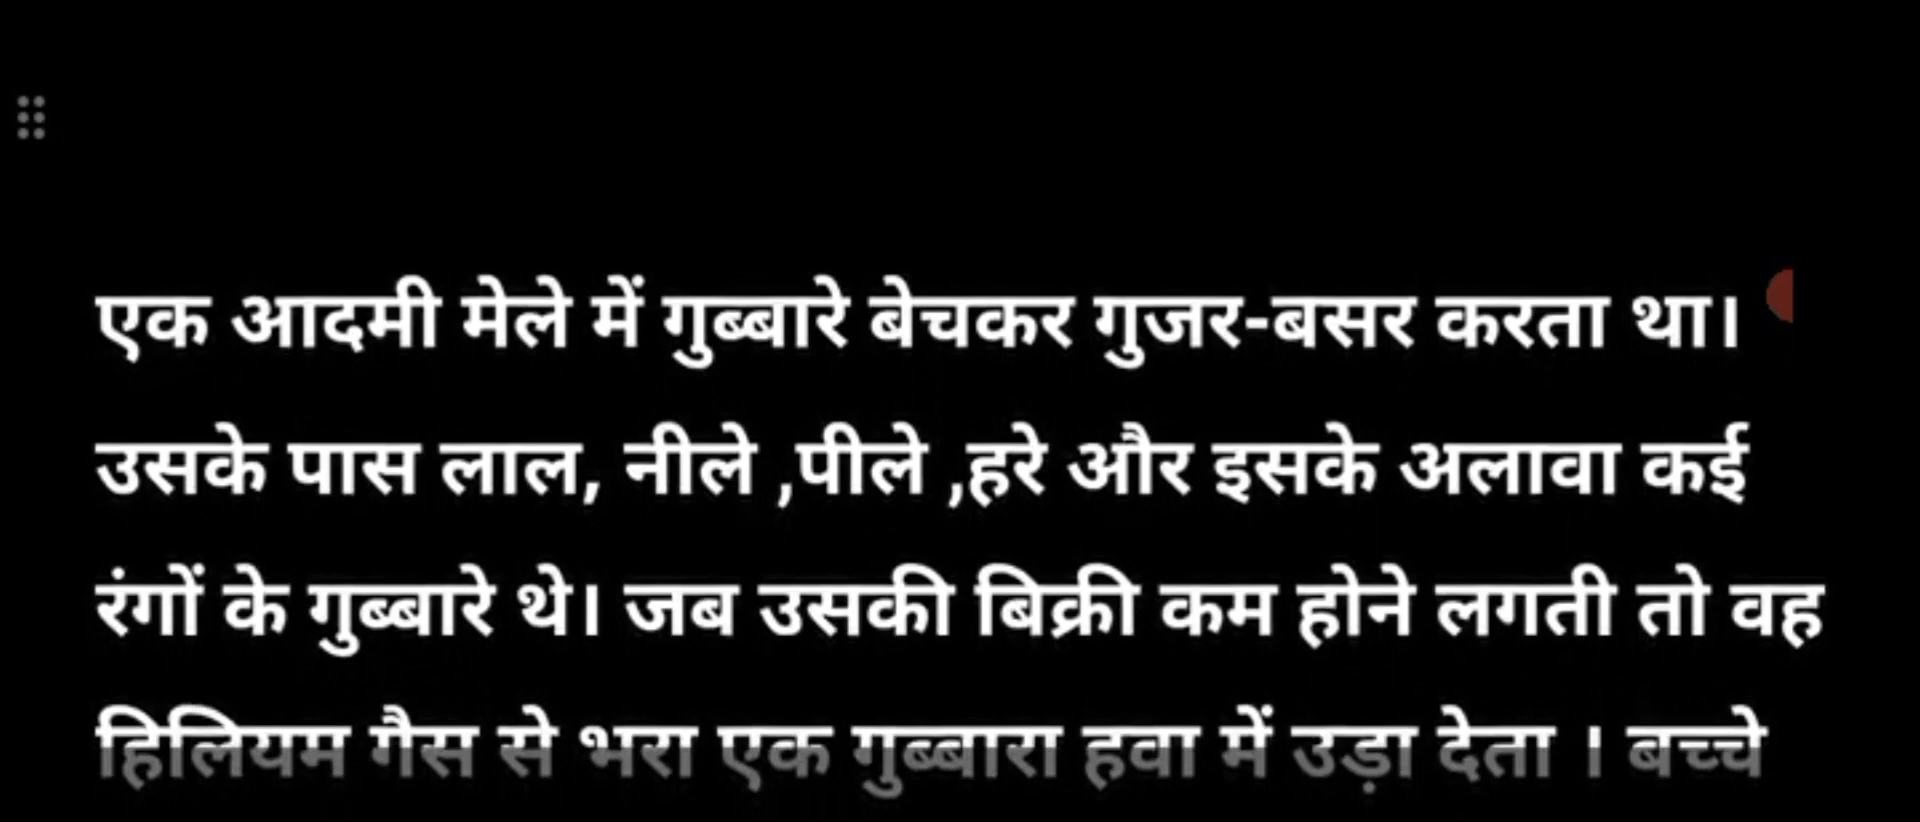 एक आदमी मेले में गुब्बारे बेचकर गुजर-बसर करता था।
उसके पास लाल, नीले ,पीले ,हरे और इसके अलावा कई
रंगों के गुब्बारे थे। जब उसकी बिक्री कम होने लगती तो वह
हिलियम गैस से भरा एक गुब्बारा हवा में उड़ा देता । बच्चे